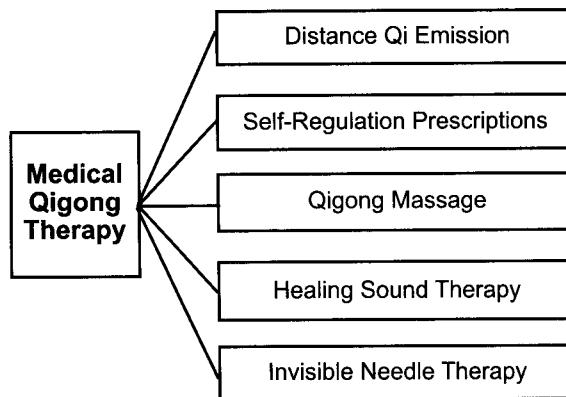 Medical
Qigong
Therapy
Distance Qi Emission
Self-Regulation Prescriptions
Qigong Massage
Healing Sound Therapy
Invisible Needle Therapy